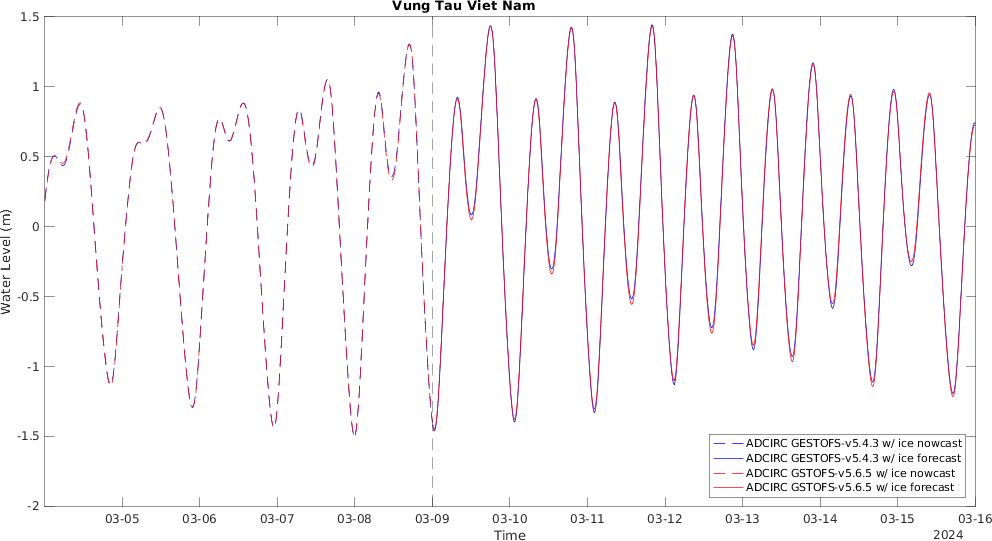 Vung Tau Viet Nam
1.5
1
0.5
0
-0.5
-1
-1.5
-2
Water Level (m)
ADCIRC GESTOFS-v5.4.3 w/ ice nowcast
ADCIRC GESTOFS-v5.4.3 w/ ice forecast
ADCIRC GSTOFS-v5.6.5 w/ ice nowcast
ADCIRC GSTOFS-v5.6.5 w/ ice forecast
03-05 03-06 03-07 03-08 03-09 03-10 03-11 03-12 03-13 03-14 03-15 03-16
Time
2024